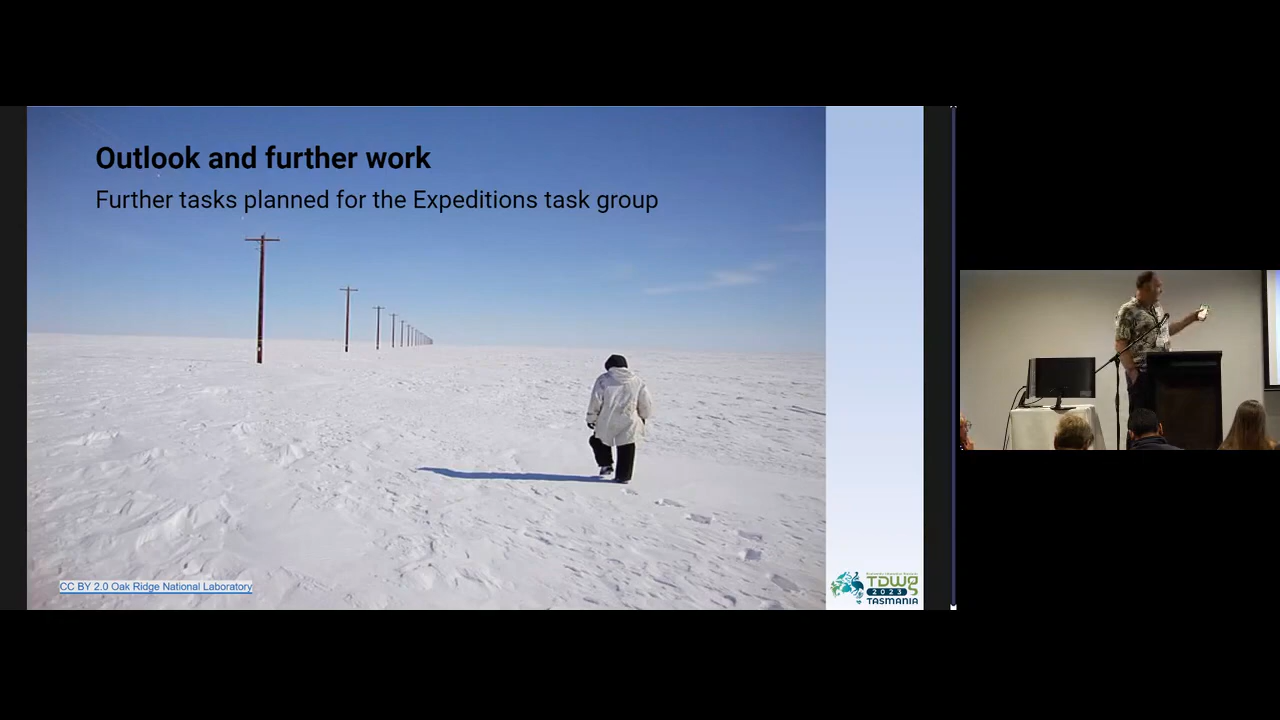 Outlook and further work
Further tasks planned for the Expeditions task group
CC BY 2.0 Oak Ridge National Laboratory
TDWG
2023
TASMANIA